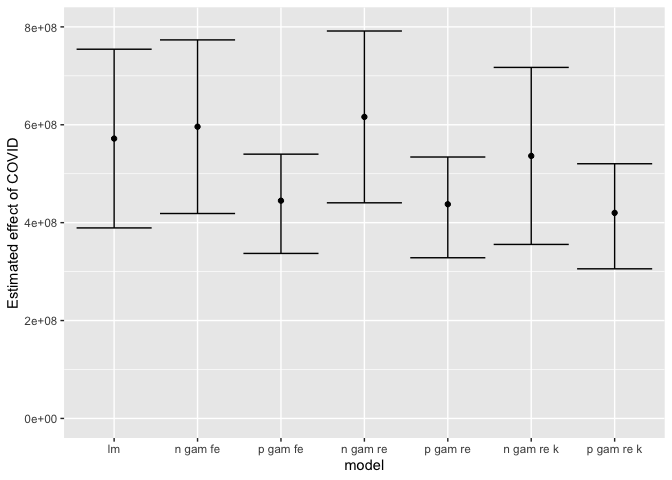 Estimated effect of COVID
8e+08
6e+08
4e+08
2e+08
0e+00
lm n gam fe p gam fe n gam re p gam re n gam re k p gam re k
model